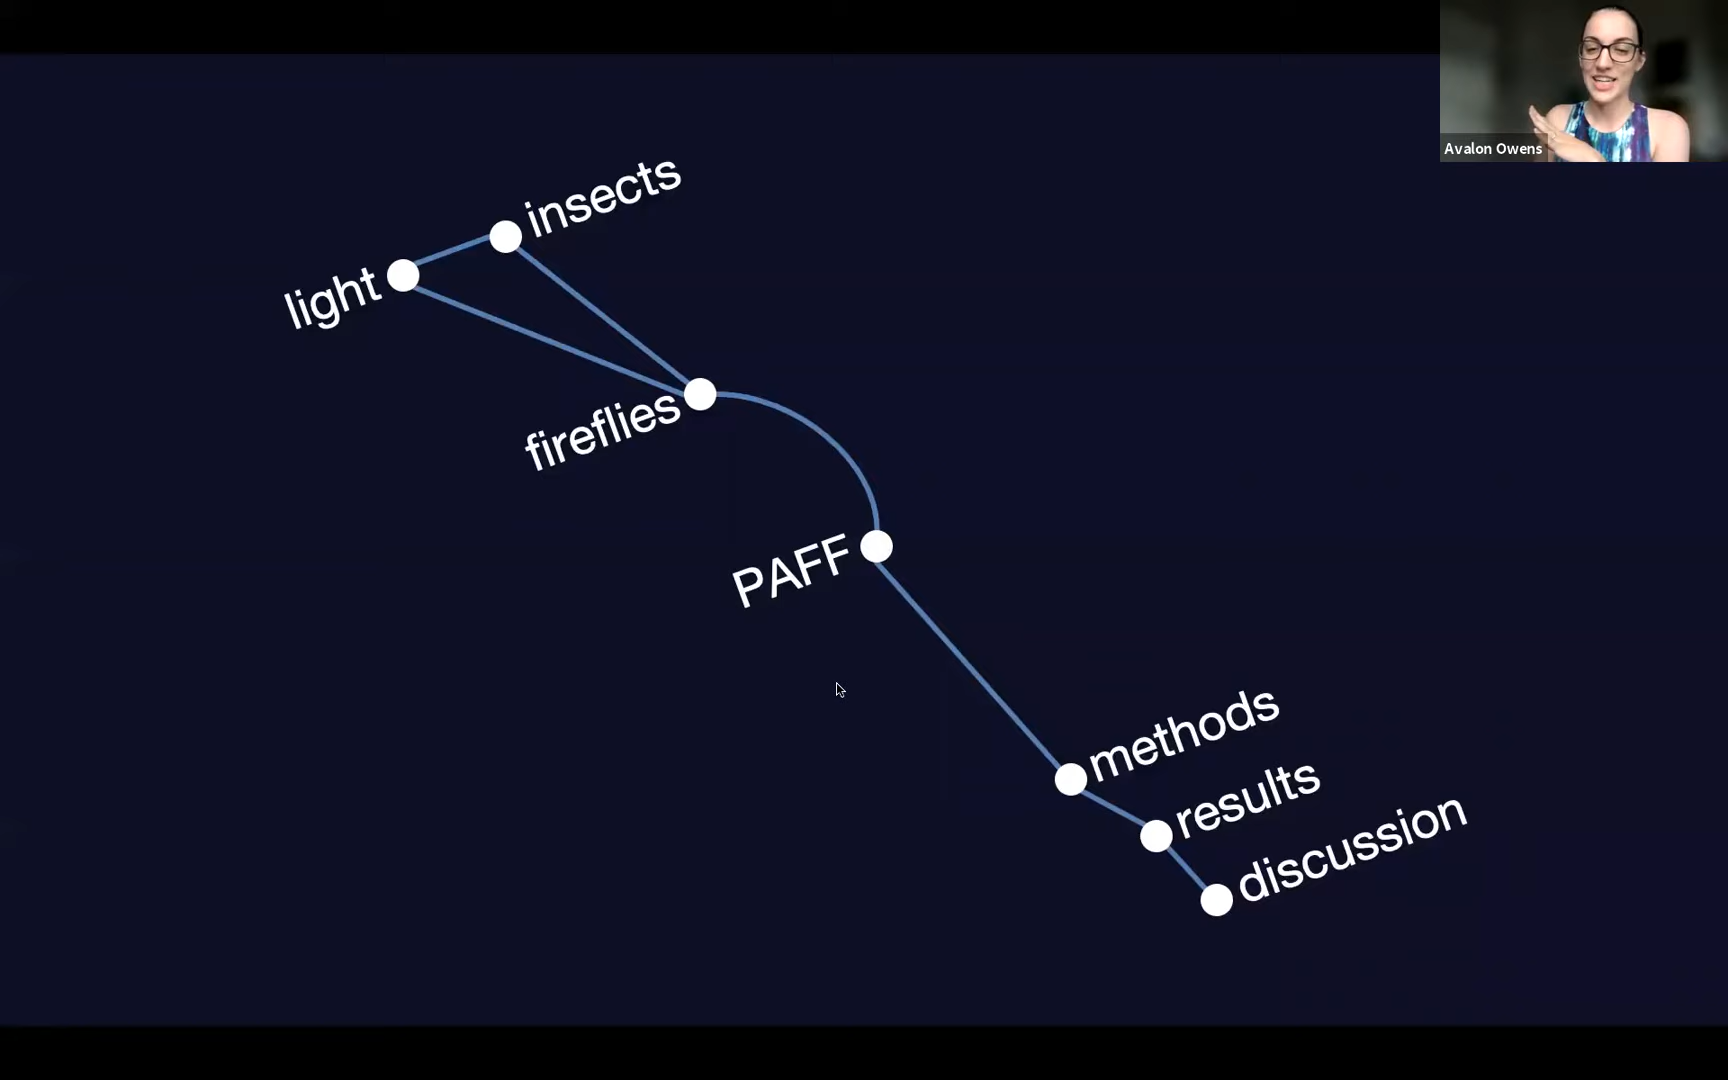 Avalon Owens
insects
light
fireflies
PAFF
methods
results
discussion